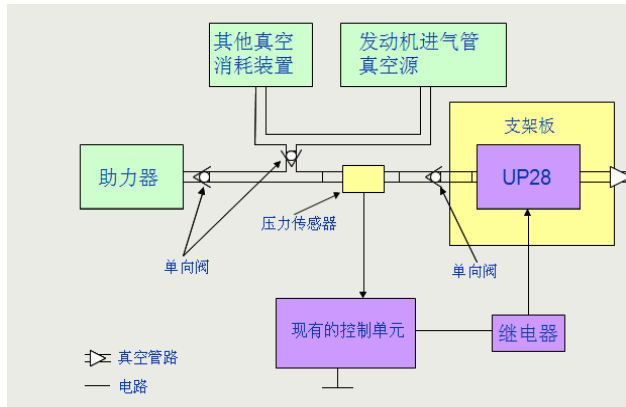 其他真空
消耗装置
发动机进气管
真空源
支架板
助力器
UP28
压力传感器
单向阀
单向阀
现有的控制单元
继电器
真空管路
电路